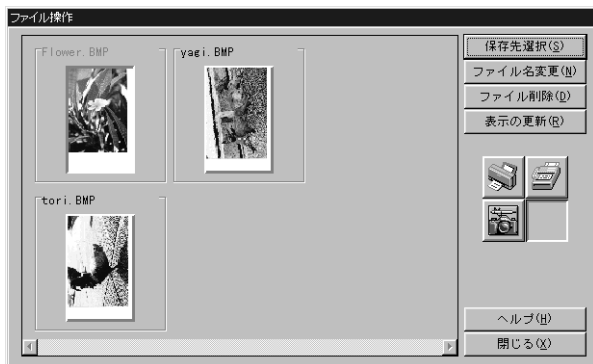 ファイル操作
Flower.BMP
yagi.BMP
tori.BMP
保存先選択(S)
ファイル名変更(N)
ファイル削除(D)
表示の更新(R)
ヘルプ(H)
閉じる(X)